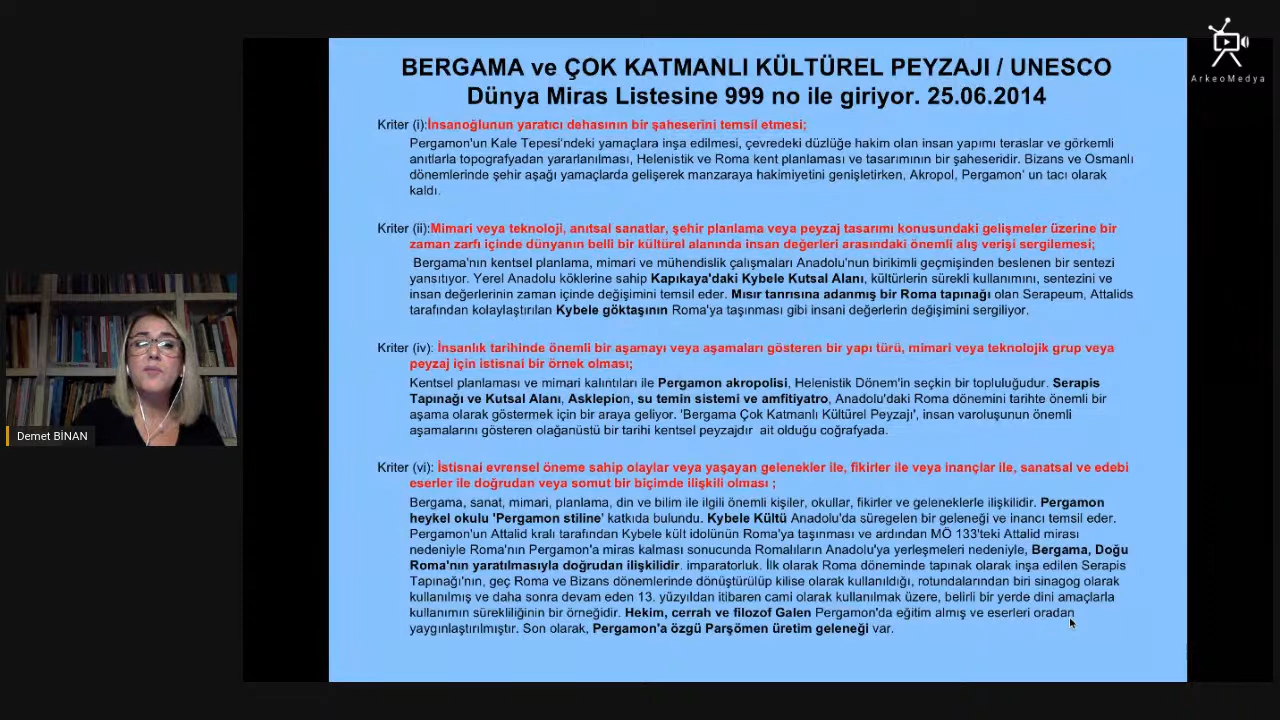 BERGAMA ve ÇOK KATMANLI KÜLTÜREL PEYZAJI / UNESCO
Dünya Miras Listesine 999 no ile giriyor. 25.06.2014
Kriter (i):İnsanoğlunun yaratıcı dehasının bir şaheserini temsil etmesi;
Pergamon'un Kale Tepesi'ndeki yamaçlara inşa edilmesi, çevredeki düzlüğe hakim olan insan yapımı teraslar ve görkemli
anıtlarla topografyadan yararlanılması, Helenistik ve Roma kent planlaması ve tasarımının bir şaheseridir. Bizans ve Osmanlı
dönemlerinde şehir aşağı yamaçlarda gelişerek manzaraya hakimiyetini genişletirken, Akropol, Pergamon' un tacı olarak
kaldı.
Kriter (ii):Mimari veya teknoloji, anıtsal sanatlar, şehir planlama veya peyzaj tasarımı konusundaki gelişmeler üzerine bir
zaman zarfı içinde dünyanın belli bir kültürel alanında insan değerleri arasındaki önemli alış verişi sergilemesi;
Bergama'nın kentsel planlama, mimari ve mühendislik çalışmaları Anadolu'nun birikimli geçmişinden beslenen bir sentezi
yansıtıyor. Yerel Anadolu köklerine sahip Kapıkaya'daki Kybele Kutsal Alanı, kültürlerin sürekli kullanımını, sentezini ve
insan değerlerinin zaman içinde değişimini temsil eder. Mısır tanrısına adanmış bir Roma tapınağı olan Serapeum, Attalids
tarafından kolaylaştırılan Kybele göktaşının Roma'ya taşınması gibi insani değerlerin değişimini sergiliyor.
Kriter (iv): İnsanlık tarihinde önemli bir aşamayı veya aşamaları gösteren bir yapı türü, mimari veya teknolojik grup veya
peyzaj için istisnai bir örnek olması;
Kentsel planlaması ve mimari kalıntıları ile Pergamon akropolisi, Helenistik Dönem'in seçkin bir topluluğudur. Serapis
Tapınağı ve Kutsal Alanı, Asklepion, su temin sistemi ve amfitiyatro, Anadolu'daki Roma dönemini tarihte önemli bir
aşama olarak göstermek için bir araya geliyor. 'Bergama Çok Katmanlı Kültürel Peyzajı', insan varoluşunun önemli
aşamalarını gösteren olağanüstü bir tarihi kentsel peyzajdır ait olduğu coğrafyada.
Kriter (vi): İstisnai evrensel öneme sahip olaylar veya yaşayan gelenekler ile, fikirler ile veya inançlar ile, sanatsal ve edebi
eserler ile doğrudan veya somut bir biçimde ilişkili olması ;
Bergama, sanat, mimari, planlama, din ve bilim ile ilgili önemli kişiler, okullar, fikirler ve geleneklerle ilişkilidir. Pergamon
heykel okulu 'Pergamon stiline' katkıda bulundu. Kybele Kültü Anadolu'da süregelen bir geleneği ve inancı temsil eder.
Pergamon'un Attalid kralı tarafından Kybele kült idolünün Roma'ya taşınması ve ardından MÖ 133'teki Attalid mirası
nedeniyle Roma'nın Pergamon'a miras kalması sonucunda Romalıların Anadolu'ya yerleşmeleri nedeniyle, Bergama, Doğu
Roma'nın yaratılmasıyla doğrudan ilişkilidir. imparatorluk. İlk olarak Roma döneminde tapınak olarak inşa edilen Serapis
Tapınağı'nın, geç Roma ve Bizans dönemlerinde dönüştürülüp kilise olarak kullanıldığı, rotundalarından biri sinagog olarak
kullanılmış ve daha sonra devam eden 13. yüzyıldan itibaren cami olarak kullanılmak üzere, belirli bir yerde dini amaçlarla
kullanımın sürekliliğinin bir örneğidir. Hekim, cerrah ve filozof Galen Pergamon'da eğitim almış ve eserleri oradan
yaygınlaştırılmıştır. Son olarak, Pergamon'a özgü Parşömen üretim geleneği var.
Demet BİNAN
ArkeoMedya